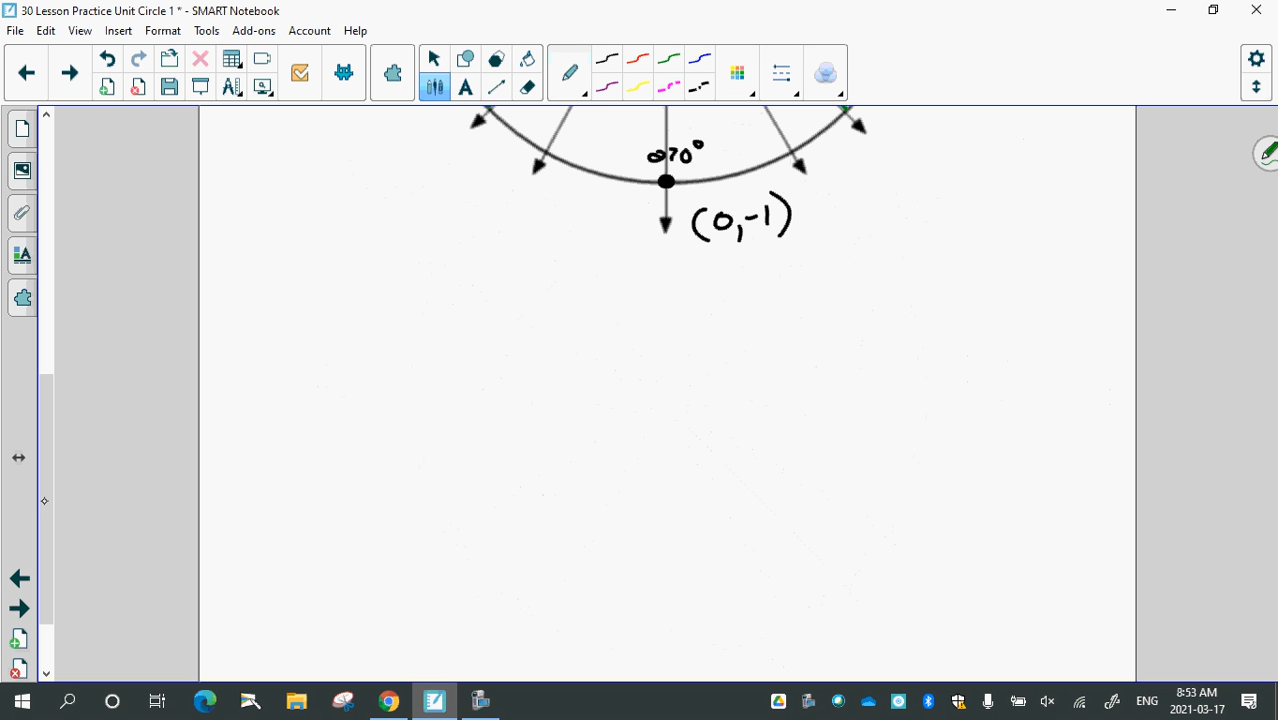 30 Lesson Practice Unit Circle 1 * - SMART Notebook
File Edit View Insert Format Tools Add-ons Account Help
270°
(0,-1)
ENG
8:53 AM
2021-03-17